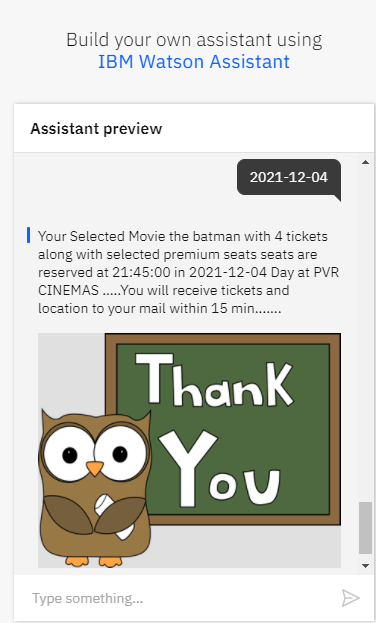 Build your own assistant using
IBM Watson Assistant
Assistant preview
2021-12-04
Your Selected Movie the batman with 4 tickets
along with selected premium seats seats are
reserved at 21:45:00 in 2021-12-04 Day at PVR
CINEMAS .....You will receive tickets and
location to your mail within 15 min.......
Thank
You
Type something...